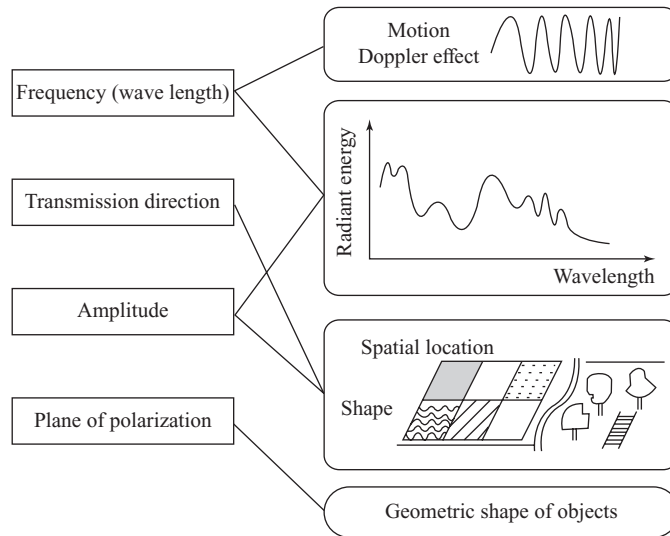 Frequency (wave length)
Transmission direction
Amplitude
Plane of polarization
Motion
Doppler effect
Radiant energy
Wavelength
Spatial location
Shape
Geometric shape of objects